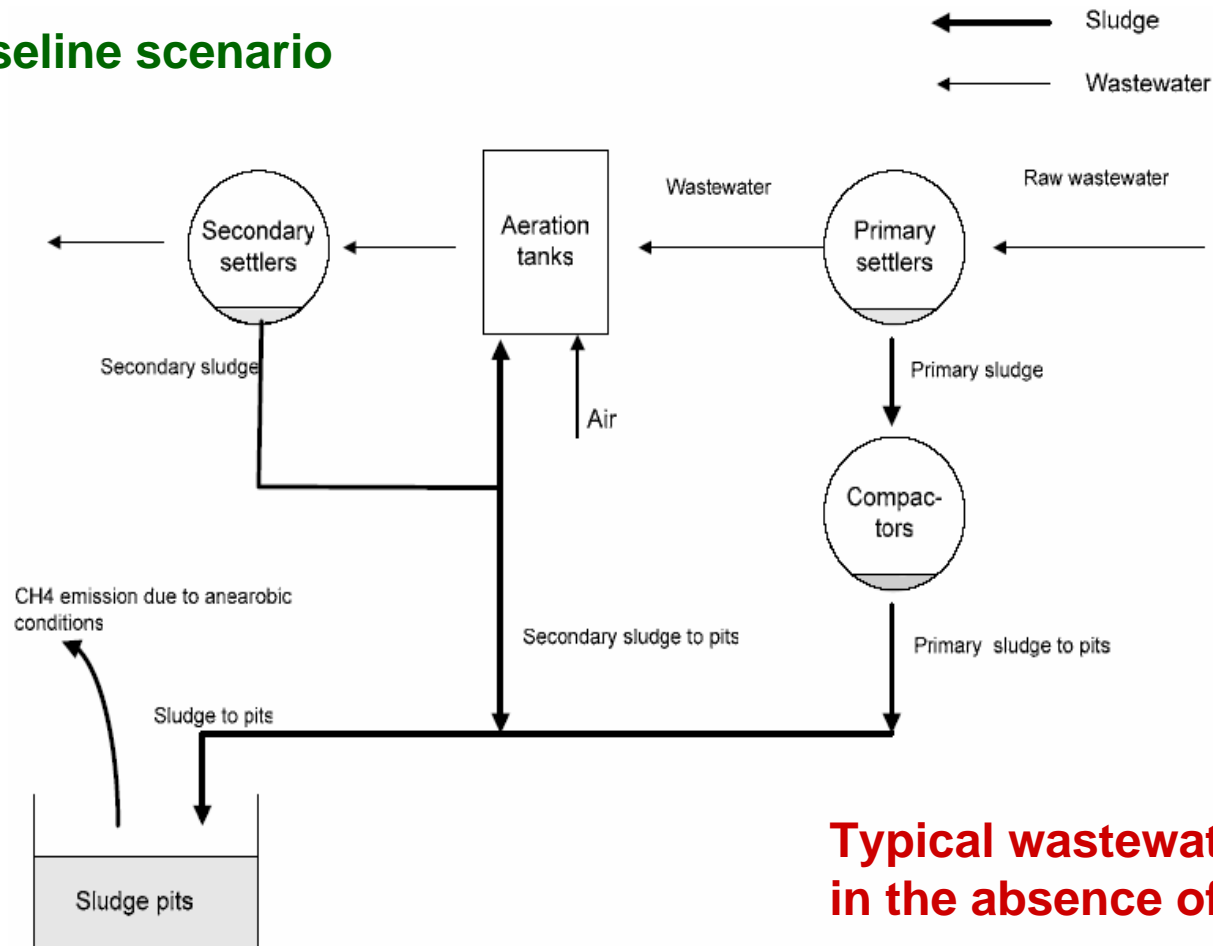 seline scenario
Sludge
Wastewater
Raw wastewater
Wastewater
Secondary
settlers
Aeration
tanks
Primary
settlers
Secondary sludge
Air
Primary sludge
Compac-
tors
CH4 emission due to anearobic
conditions
Secondary sludge to pits
Primary sludge to pits
Sludge to pits
Sludge pits
Typical wastewat
in the absence of